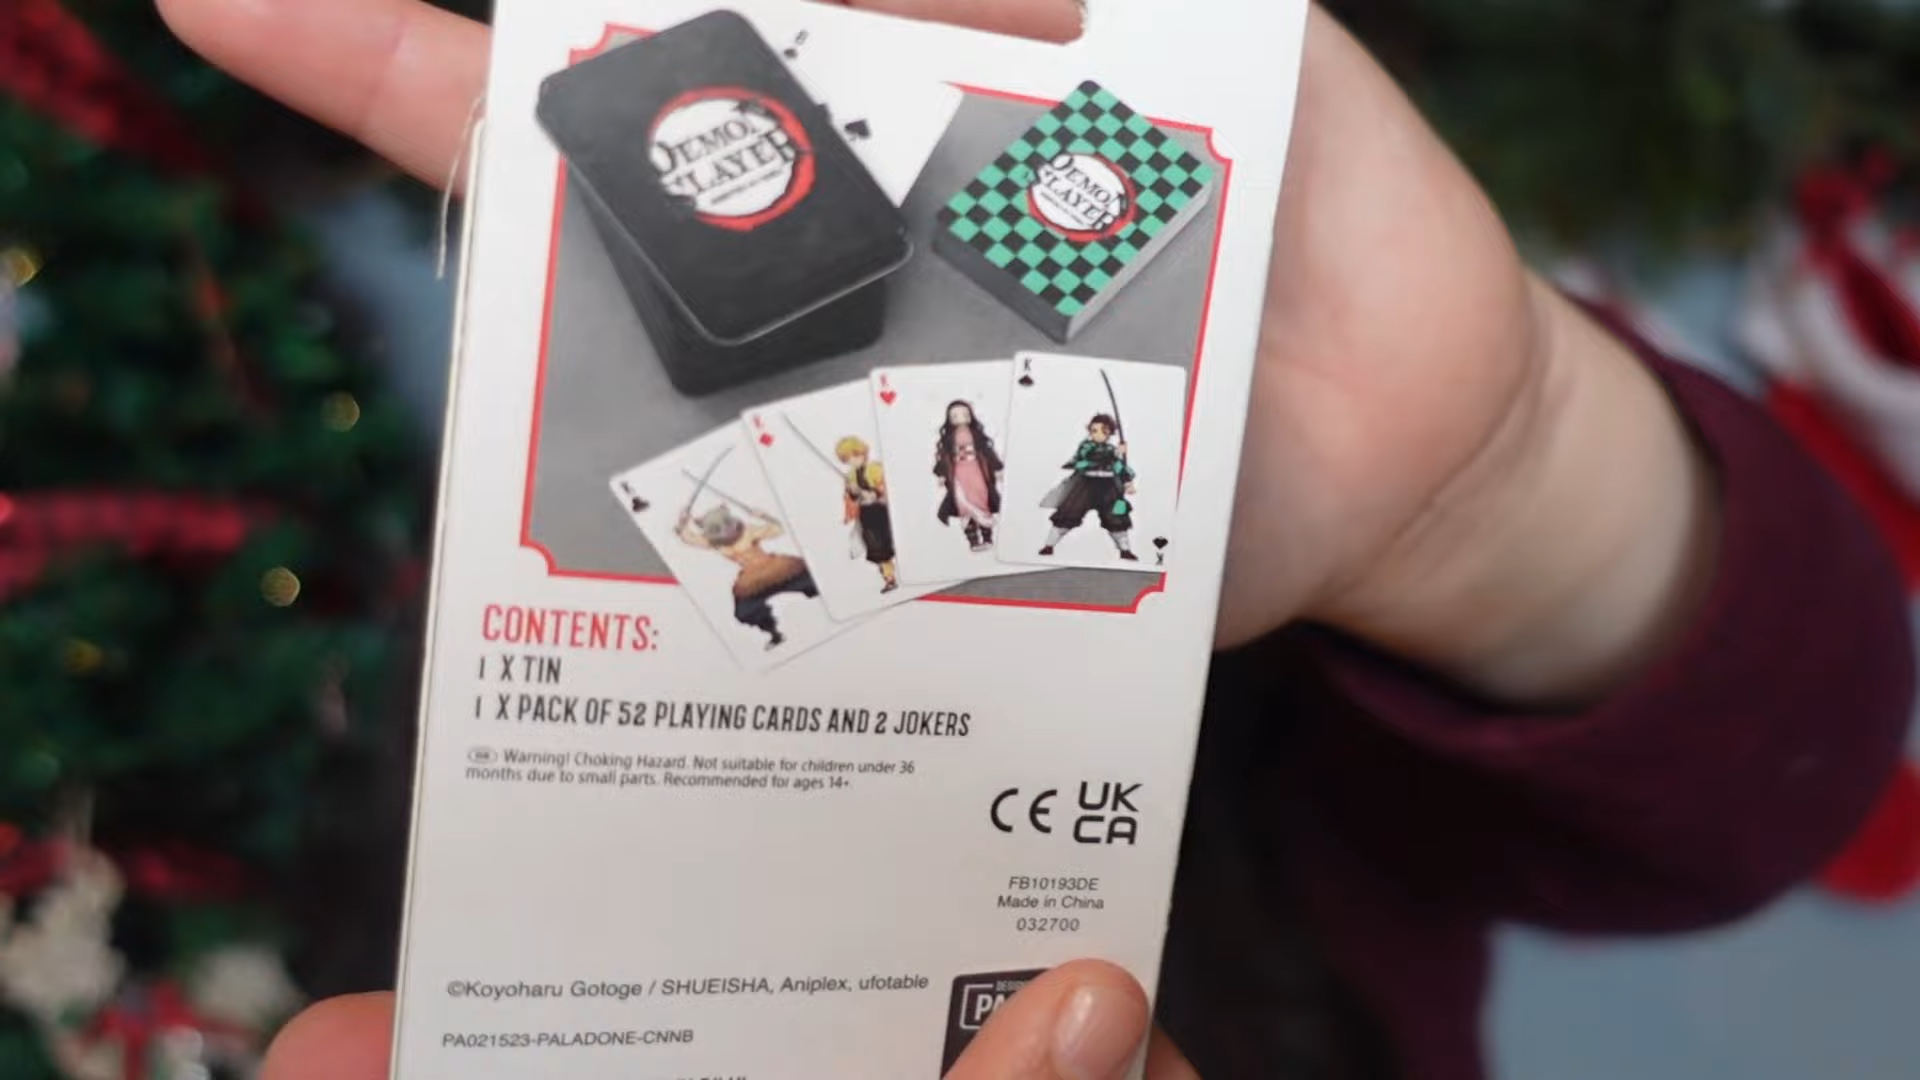 8
DEMON
SLAYER
DEMON
SLAYER
K
K
K
K
K
CONTENTS:
1 X TIN
1 X PACK OF 52 PLAYING CARDS AND 2 JOKERS
GB Warning! Choking Hazard. Not suitable for children under 36
months due to small parts. Recommended for ages 14+.
CE UK
CA
FB10193DE
Made in China
032700
©Koyoharu Gotoge / SHUEISHA, Aniplex, ufotable
PA021523-PALADONE-CNNB